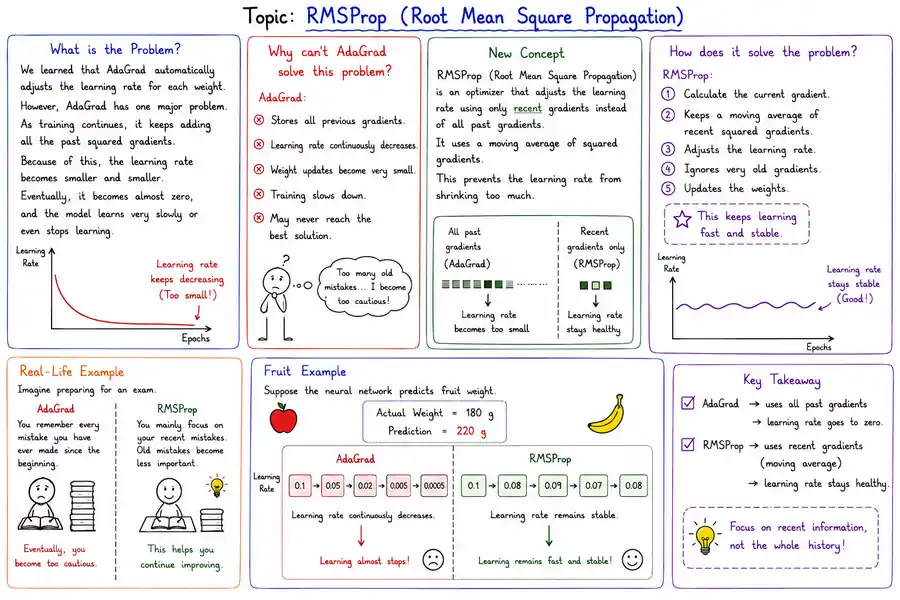 Topic: RMSProp (Root Mean Square Propagation)
What is the Problem?
We learned that AdaGrad automatically
adjusts the learning rate for each weight.
However, AdaGrad has one major problem.
As training continues, it keeps adding
all the past squared gradients.
Because of this, the learning rate
becomes smaller and smaller.
Eventually, it becomes almost zero,
and the model learns very slowly or
even stops learning.
Learning
Rate
Learning rate
keeps decreasing
(Too small!)
Epochs
Why can't AdaGrad
solve this problem?
AdaGrad:
Stores all previous gradients.
Learning rate continuously decreases.
Weight updates become very small.
Training slows down.
May never reach the
best solution.
?
Too many old
mistakes... I become
too cautious!
New Concept
RMSProp (Root Mean Square Propagation)
is an optimizer that adjusts the learning
rate using only recent gradients instead
of all past gradients.
It uses a moving average of squared
gradients.
This prevents the learning rate from
shrinking too much.
All past
gradients
(AdaGrad)
Learning rate
becomes too small
Recent
gradients only
(RMSProp)
Learning rate
stays healthy
How does it solve the problem?
RMSProp:
1 Calculate the current gradient.
2 Keeps a moving average of
recent squared gradients.
3 Adjusts the learning rate.
4 Ignores very old gradients.
5 Updates the weights.
This keeps learning
fast and stable.
Learning
Rate
Learning rate
stays stable
(Good!)
Epochs
Real-Life Example
Imagine preparing for an exam.
AdaGrad
You remember every
mistake you have
ever made since the
beginning.
Eventually, you
become too cautious.
RMSProp
You mainly focus on
your recent mistakes.
Old mistakes become
less important.
This helps you
continue improving.
Fruit Example
Suppose the neural network predicts fruit weight.
Actual Weight = 180 g
Prediction = 220 g
AdaGrad
Learning
Rate
0.1 → 0.05 → 0.02 → 0.005 → 0.0005
Learning rate continuously decreases.
Learning almost stops!
RMSProp
0.1 → 0.08 → 0.09 → 0.07 → 0.08
Learning rate remains stable.
Learning remains fast and stable!
Key Takeaway
AdaGrad → uses all past gradients
→ learning rate goes to zero.
RMSProp → uses recent gradients
(moving average)
→ learning rate stays healthy.
Focus on recent information,
not the whole history!